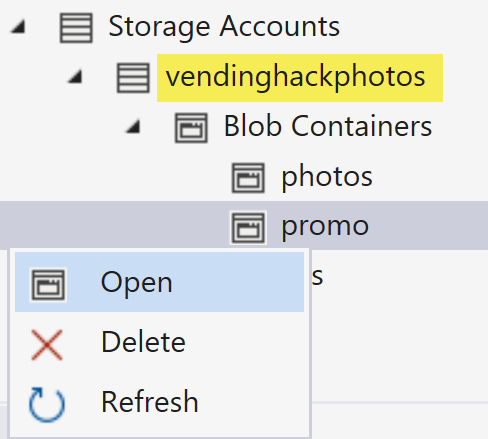 Storage Accounts
vendinghackphotos
Blob Containers
photos
promo
Open
s
Delete
Refresh